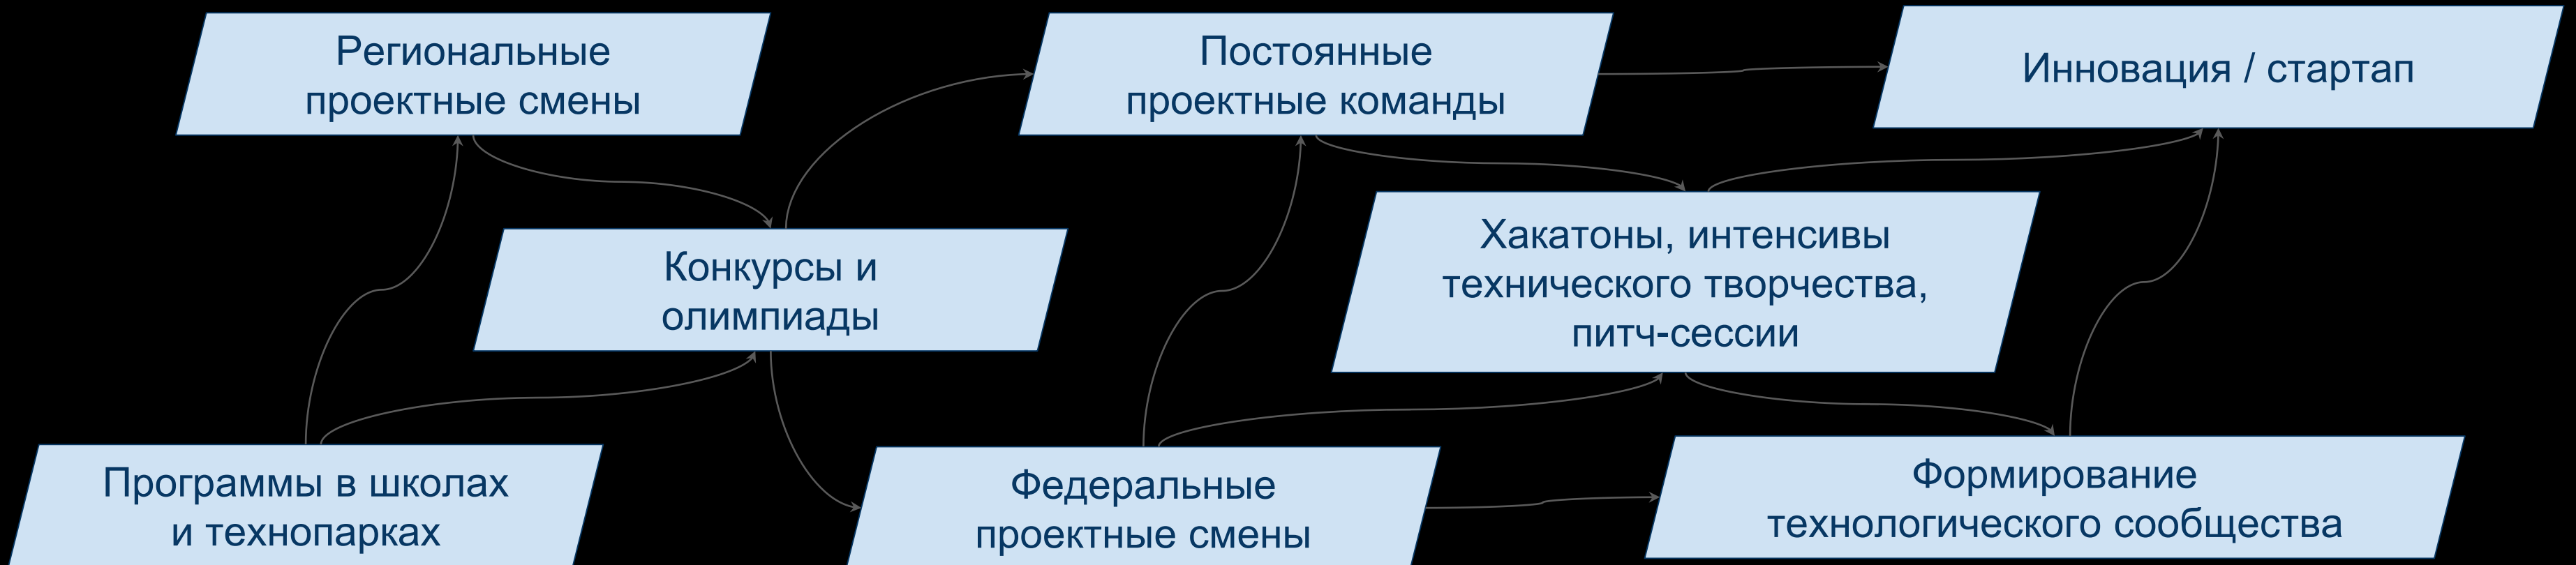 Региональные
проектные смены
Постоянные
проектные команды
Инновация / стартап
Конкурсы и
олимпиады
Хакатоны, интенсивы
технического творчества,
питч-сессии
Программы в школах
и технопарках
Федеральные
проектные смены
Формирование
технологического сообщества